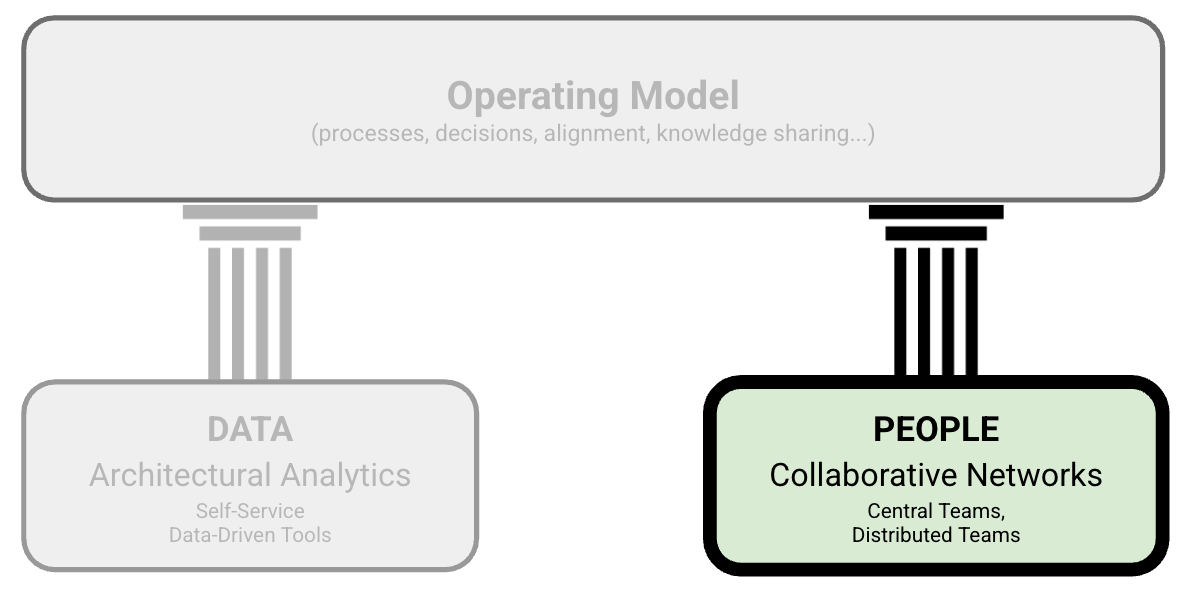 Operating Model
(processes, decisions, alignment, knowledge sharing...)
DATA
Architectural Analytics
Self-Service
Data-Driven Tools
PEOPLE
Collaborative Networks
Central Teams,
Distributed Teams